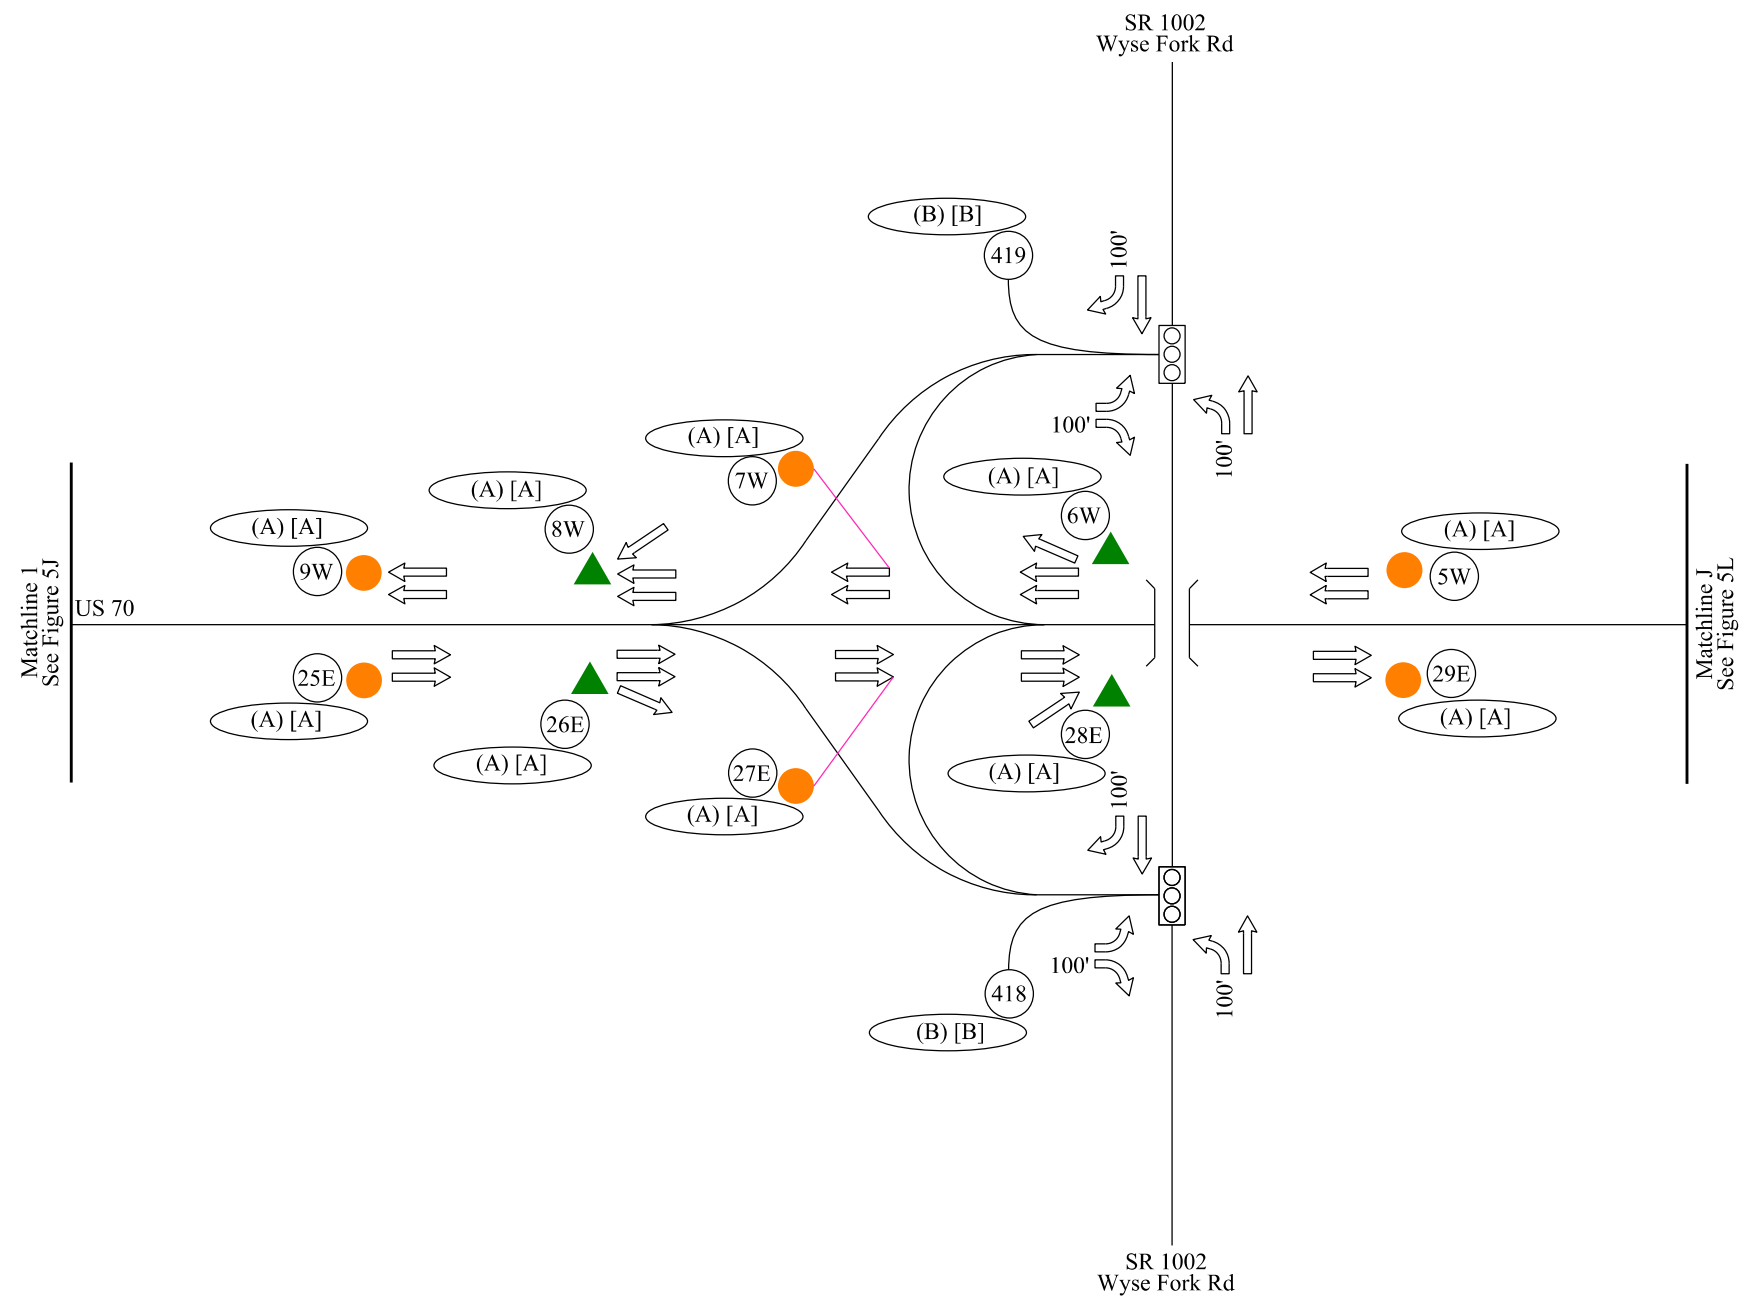 SR 1002
Wyse Fork Rd
(B) [B]
419
100'
100'
100'
(A) [A]
7W
(A) [A]
6W
(A) [A]
8W
(A) [A]
9W
(A) [A]
5W
Matchline 1
See Figure 5J
US 70
Matchline J
See Figure 5L
25E
(A) [A]
26E
(A) [A]
27E
(A) [A]
28E
(A) [A]
29E
(A) [A]
100'
100'
100'
418
(B) [B]
SR 1002
Wyse Fork Rd